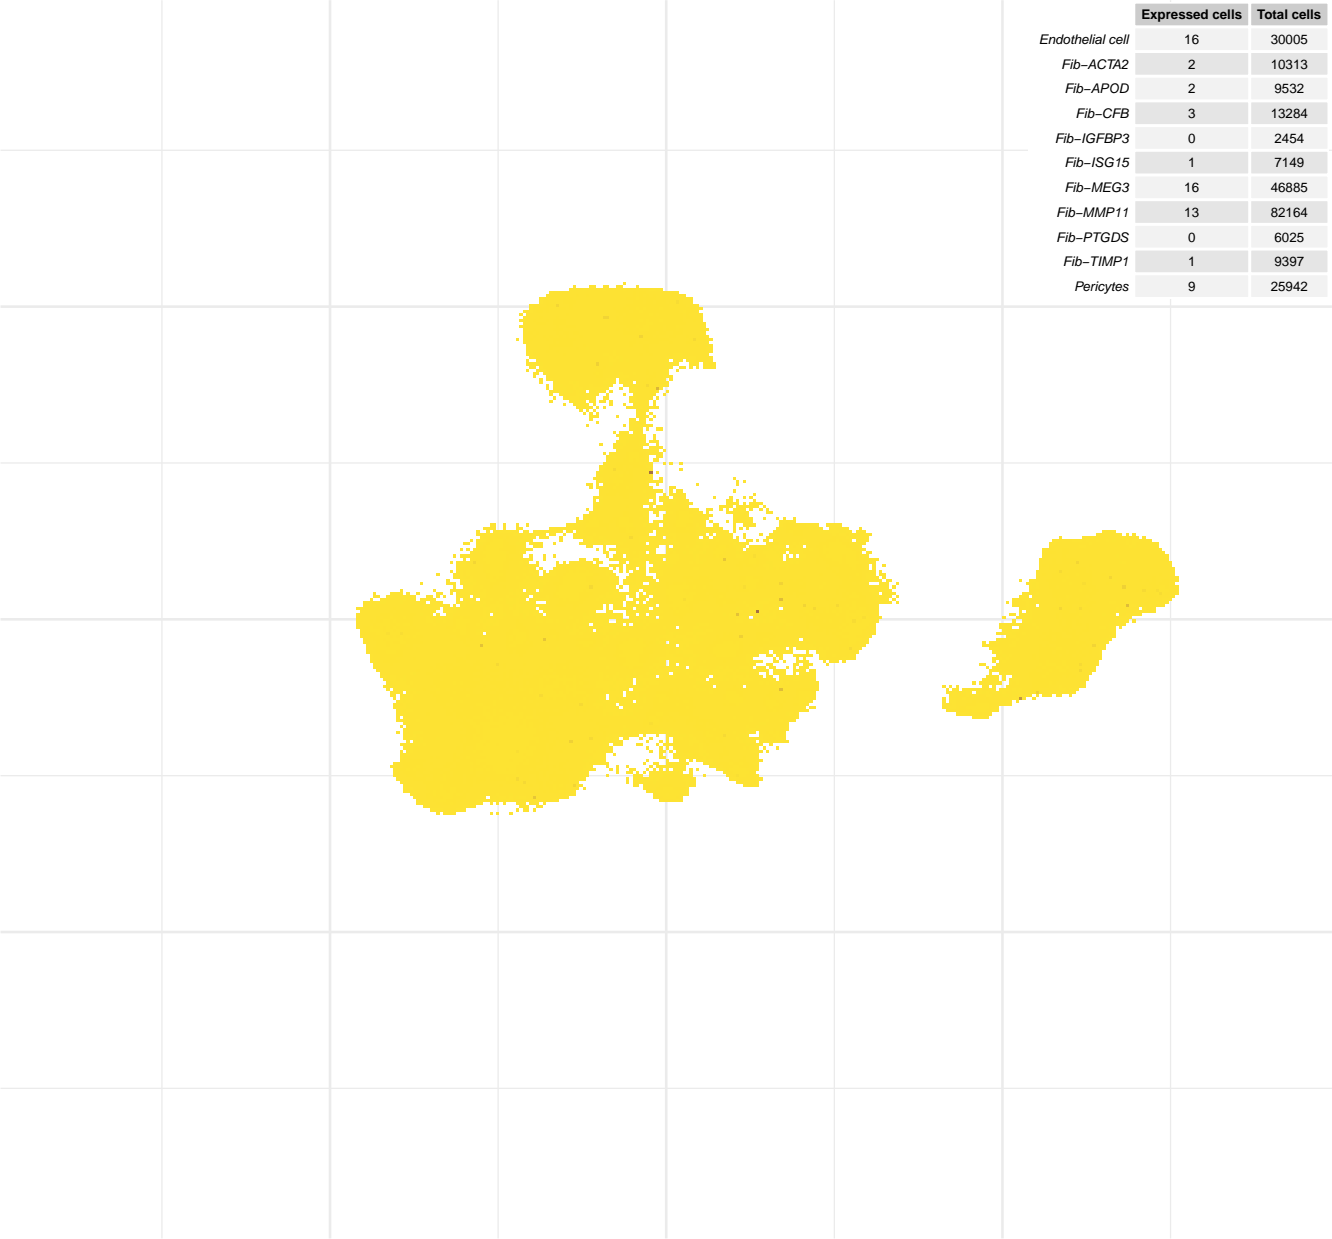 Expressed cells Total cells
Endothelial cell 16 30005
Fib−ACTA2 2 10313
Fib−APOD 2 9532
Fib−CFB 3 13284
Fib−IGFBP3 0 2454
Fib−ISG15 1 7149
Fib−MEG3 16 46885
Fib−MMP11 13 82164
Fib−PTGDS 0 6025
Fib−TIMP1 1 9397
Pericytes 9 25942